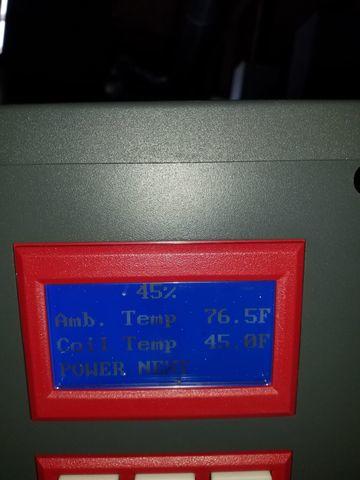 45%
Amb. Temp 76.5F
Coil Temp 45.0F
POWER NEXT